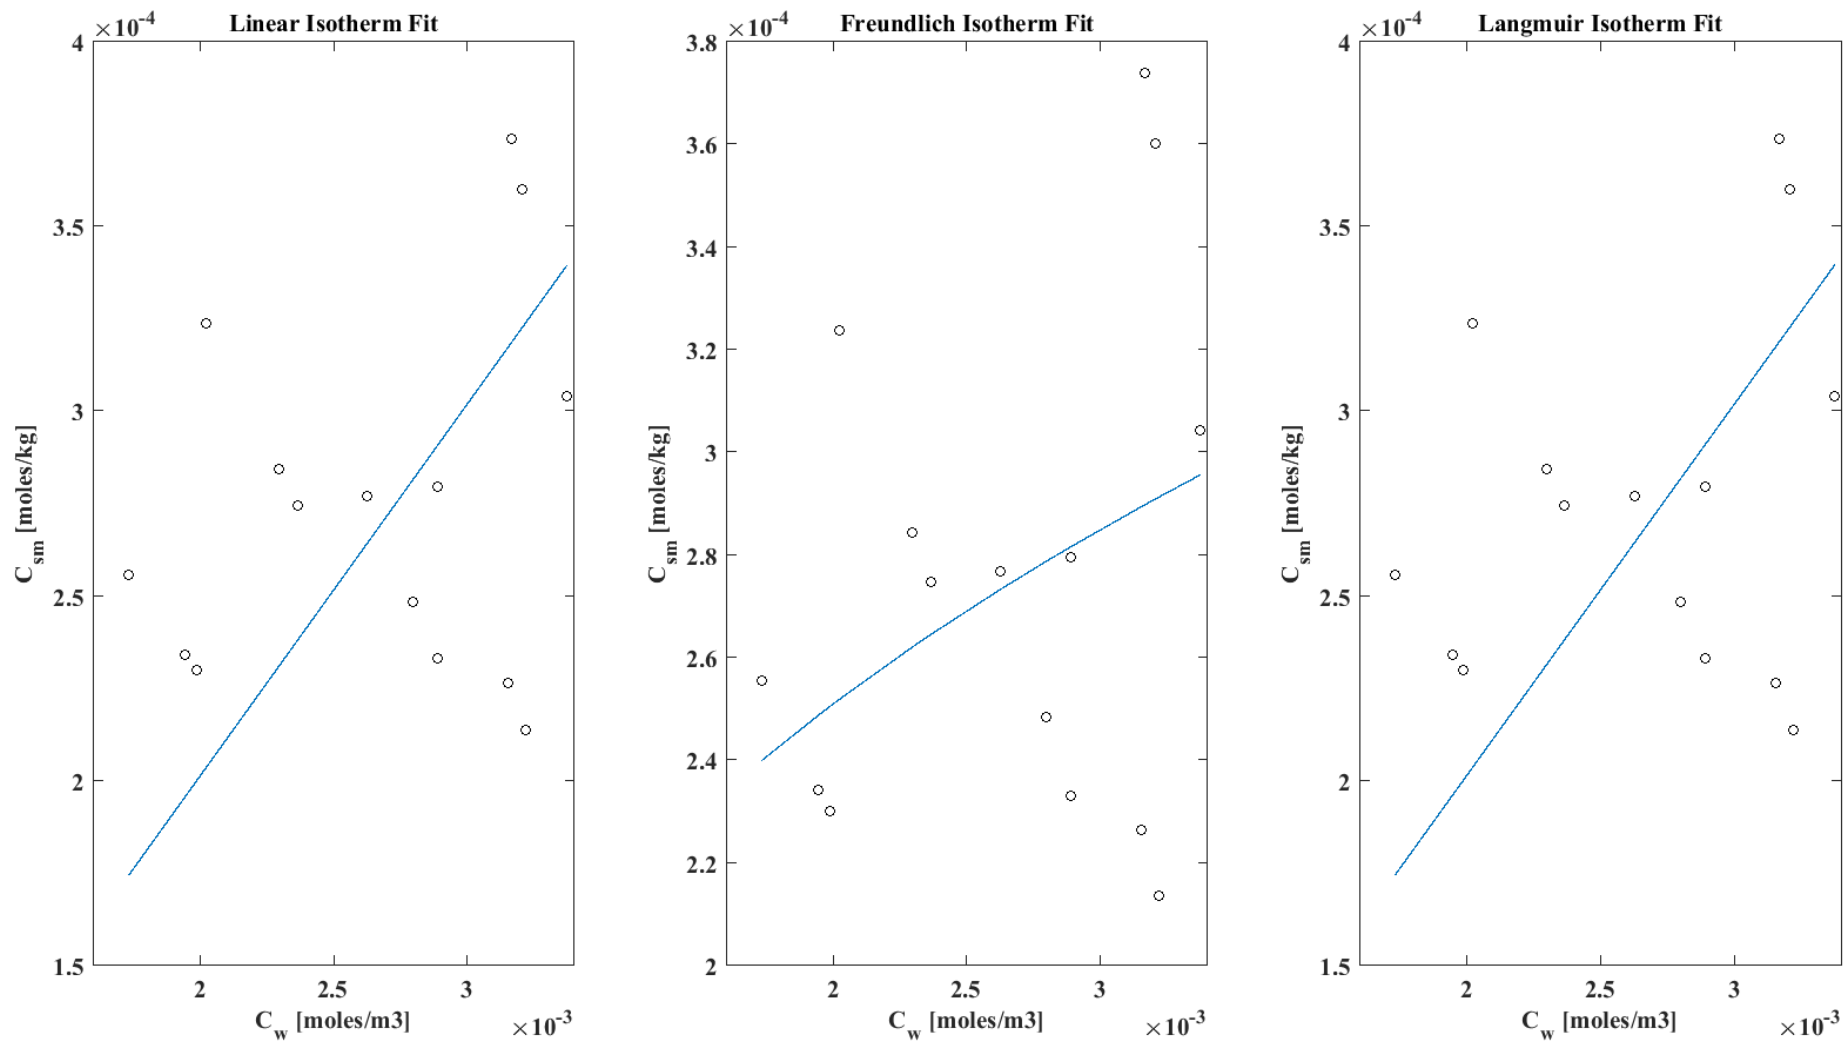 Linear Isotherm Fit
×10⁻⁴
4
3.5
3
2.5
2
1.5
C_sm [moles/kg]
2 2.5 3
C_w [moles/m3]
×10⁻³
Freundlich Isotherm Fit
×10⁻⁴
3.8
3.6
3.4
3.2
3
2.8
2.6
2.4
2.2
2
C_sm [moles/kg]
2 2.5 3
C_w [moles/m3]
×10⁻³
Langmuir Isotherm Fit
×10⁻⁴
4
3.5
3
2.5
2
1.5
C_sm [moles/kg]
2 2.5 3
C_w [moles/m3]
×10⁻³